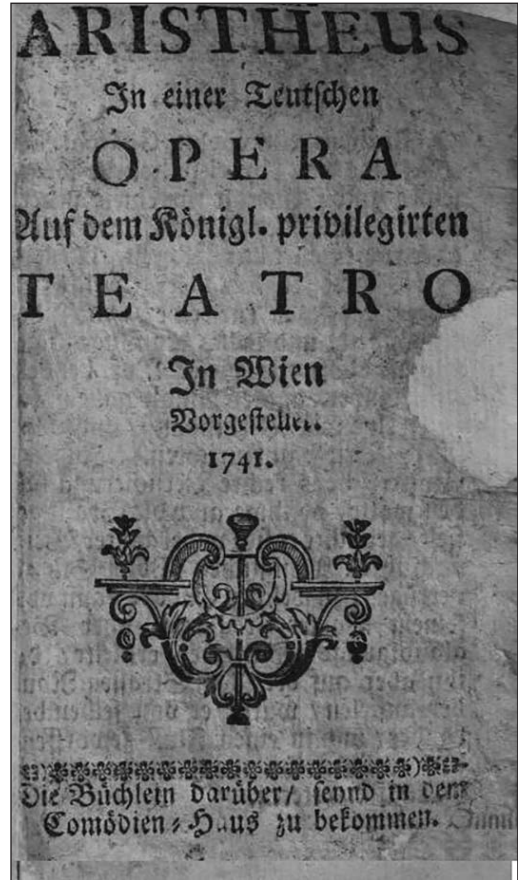 ARISTHEUS
In einer Teutschen
OPERA
Auf dem Königl. privilegirten
TEATRO
In Wien
Vorgestellt.
1741.
Die Büchlein darüber/ seynd in dem
Comödien-Haus zu bekommen.